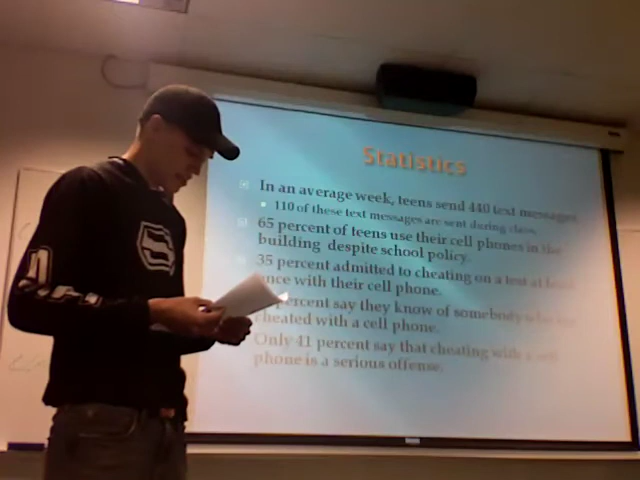 Statistics
In an average week, teens send 440 text messages
110 of these text messages are sent during class.
65 percent of teens use their cell phones in the
building despite school policy.
35 percent admitted to cheating on a test at least
once with their cell phone.
percent say they know of somebody who
cheated with a cell phone.
Only 41 percent say that cheating with a cell
phone is a serious offense.